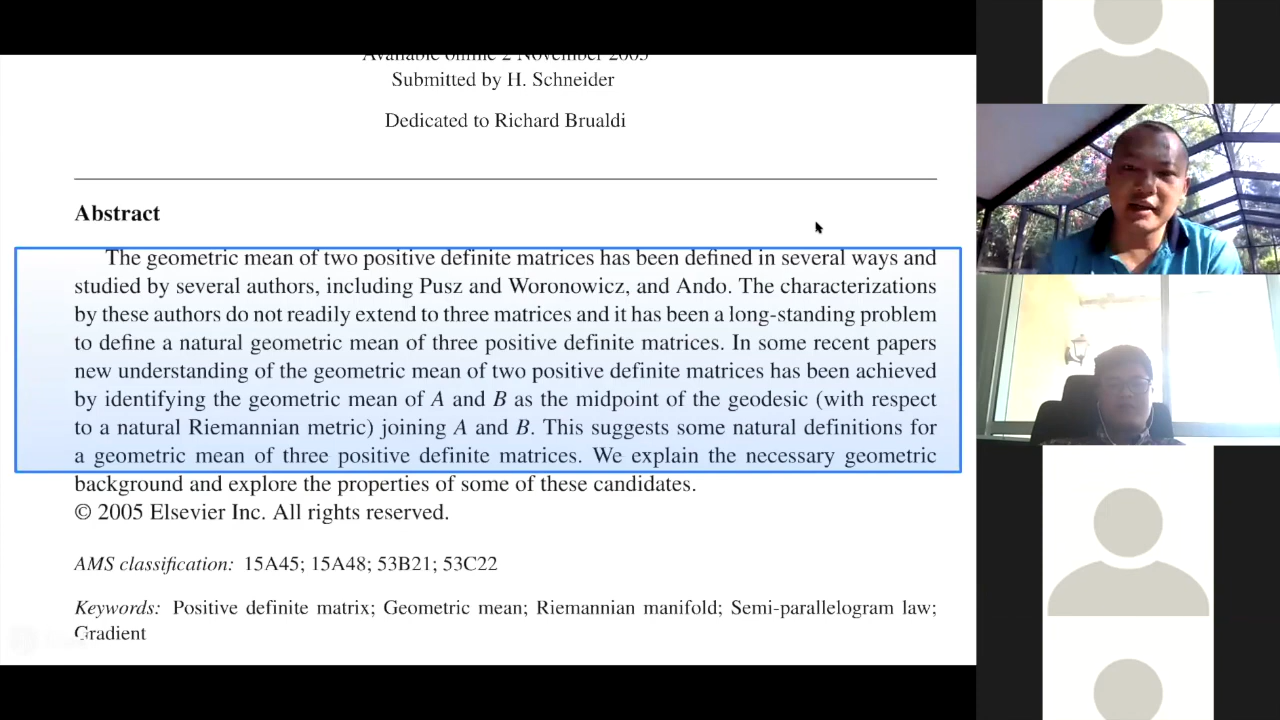 Available online 2 November 2005
Submitted by H. Schneider
Dedicated to Richard Brualdi
Abstract
The geometric mean of two positive definite matrices has been defined in several ways and
studied by several authors, including Pusz and Woronowicz, and Ando. The characterizations
by these authors do not readily extend to three matrices and it has been a long-standing problem
to define a natural geometric mean of three positive definite matrices. In some recent papers
new understanding of the geometric mean of two positive definite matrices has been achieved
by identifying the geometric mean of A and B as the midpoint of the geodesic (with respect
to a natural Riemannian metric) joining A and B. This suggests some natural definitions for
a geometric mean of three positive definite matrices. We explain the necessary geometric
background and explore the properties of some of these candidates.
© 2005 Elsevier Inc. All rights reserved.
AMS classification: 15A45; 15A48; 53B21; 53C22
Keywords: Positive definite matrix; Geometric mean; Riemannian manifold; Semi-parallelogram law;
Gradient